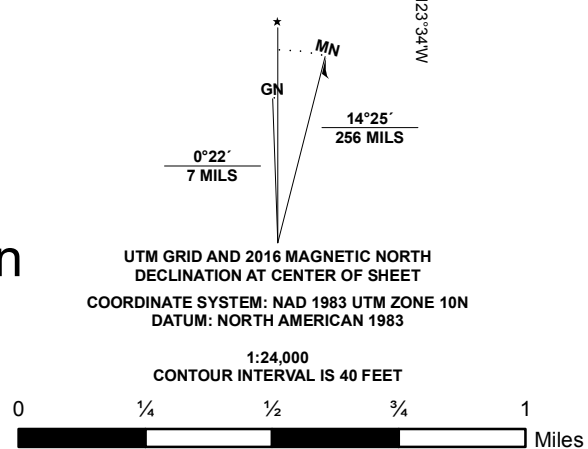 123°34'W
MN
GN
14°25´
256 MILS
0°22´
7 MILS
n
UTM GRID AND 2016 MAGNETIC NORTH
DECLINATION AT CENTER OF SHEET
COORDINATE SYSTEM: NAD 1983 UTM ZONE 10N
DATUM: NORTH AMERICAN 1983
1:24,000
CONTOUR INTERVAL IS 40 FEET
0 ¼ ½ ¾ 1
Miles